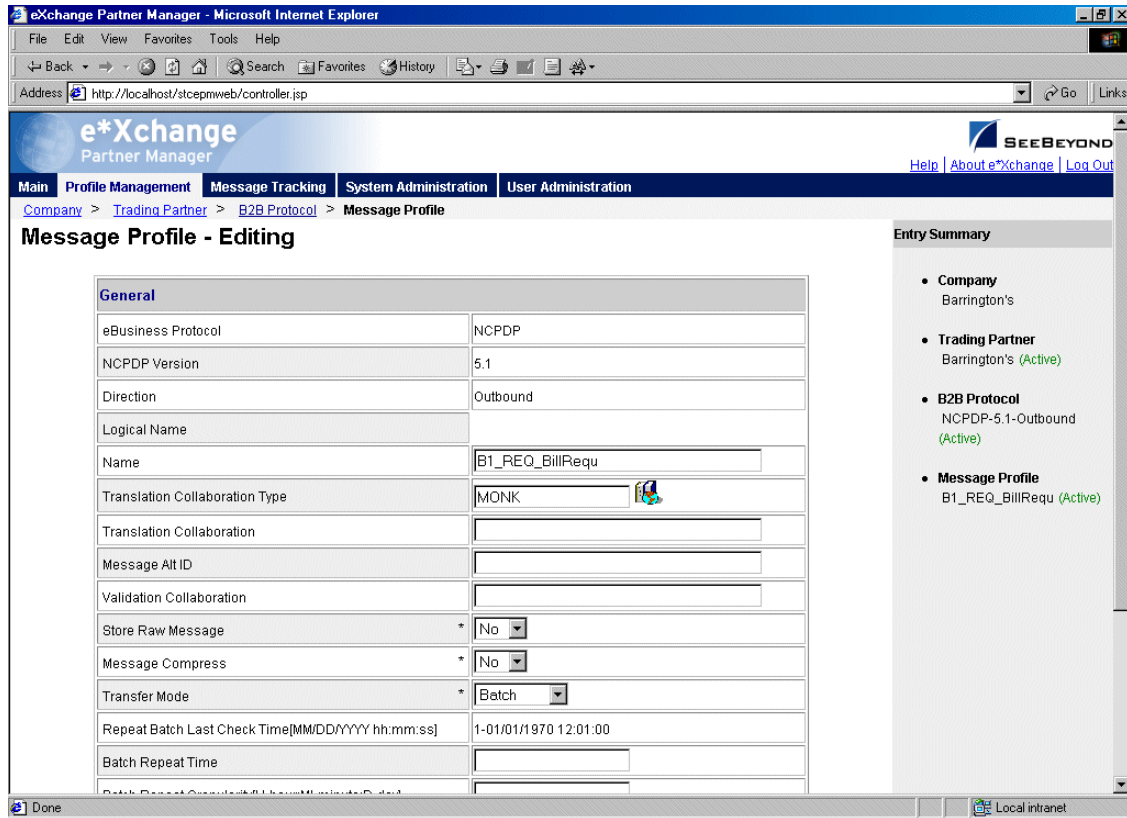 eXchange Partner Manager - Microsoft Internet Explorer
File Edit View Favorites Tools Help
Back Search Favorites History
Address http://localhost/stcepmweb/controller.jsp Go Links
e*Xchange
Partner Manager
SEEBEYOND
Help | About e*Xchange | Log Out
Main Profile Management Message Tracking System Administration User Administration
Company > Trading Partner > B2B Protocol > Message Profile
Message Profile - Editing
General
eBusiness Protocol NCPDP
NCPDP Version 5.1
Direction Outbound
Logical Name
Name B1_REQ_BillRequ
Translation Collaboration Type MONK
Translation Collaboration
Message Alt ID
Validation Collaboration
Store Raw Message * No
Message Compress * No
Transfer Mode * Batch
Repeat Batch Last Check Time[MM/DD/YYYY hh:mm:ss] 1-01/01/1970 12:01:00
Batch Repeat Time
Entry Summary
• Company
Barrington's
• Trading Partner
Barrington's (Active)
• B2B Protocol
NCPDP-5.1-Outbound
(Active)
• Message Profile
B1_REQ_BillRequ (Active)
Done Local intranet